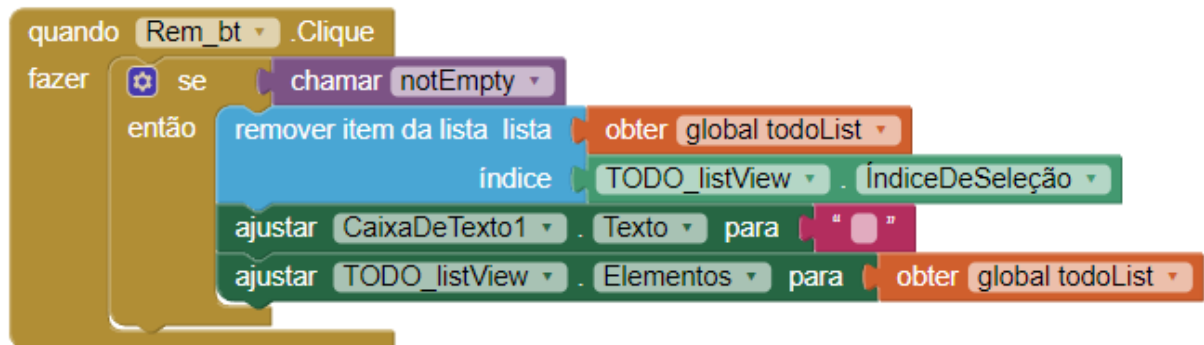 quando Rem_bt .Clique
fazer se chamar notEmpty
então remover item da lista lista obter global todoList
índice TODO_listView . ÍndiceDeSeleção
ajustar CaixaDeTexto1 . Texto para “ ”
ajustar TODO_listView . Elementos para obter global todoList